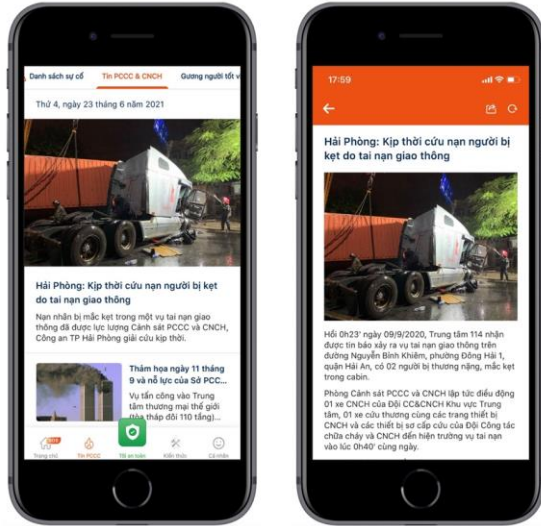 Danh sách sự cố Tin PCCC & CNCH Gương người tốt v
Thứ 4, ngày 23 tháng 6 năm 2021
Hải Phòng: Kịp thời cứu nạn người bị kẹt
do tai nạn giao thông
Nạn nhân bị mắc kẹt trong một vụ tai nạn giao
thông đã được lực lượng Cảnh sát PCCC và CNCH,
Công an TP Hải Phòng giải cứu kịp thời.
Thảm họa ngày 11 tháng
9 và nỗ lực của Sở PCC...
Vụ tấn công vào Trung
tâm thương mại thế giới
(tòa tháp đôi 110 tầng)...
Trang chủ Tin PCCC Tôi an toàn Kiến thức Cá nhân
17:59
Hải Phòng: Kịp thời cứu nạn người bị
kẹt do tai nạn giao thông
Hồi 0h23' ngày 09/9/2020, Trung tâm 114 nhận
được tin báo xảy ra vụ tai nạn giao thông trên
đường Nguyễn Bỉnh Khiêm, phường Đông Hải 1,
quận Hải An, có 02 người bị thương nặng, mắc kẹt
trong cabin.
Phòng Cảnh sát PCCC và CNCH lập tức điều động
01 xe CNCH của Đội CC&CNCH Khu vực Trung
tâm, 01 xe cứu thương cùng các trang thiết bị
CNCH và các thiết bị sơ cấp cứu của Đội Công tác
chữa cháy và CNCH đến hiện trường vụ tai nạn
vào lúc 0h40' cùng ngày.